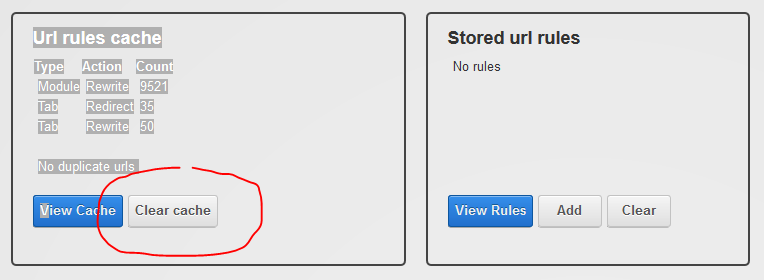 Url rules cache
Type Action Count
Module Rewrite 9521
Tab Redirect 35
Tab Rewrite 50
No duplicate urls
View Cache Clear cache
Stored url rules
No rules
View Rules Add Clear